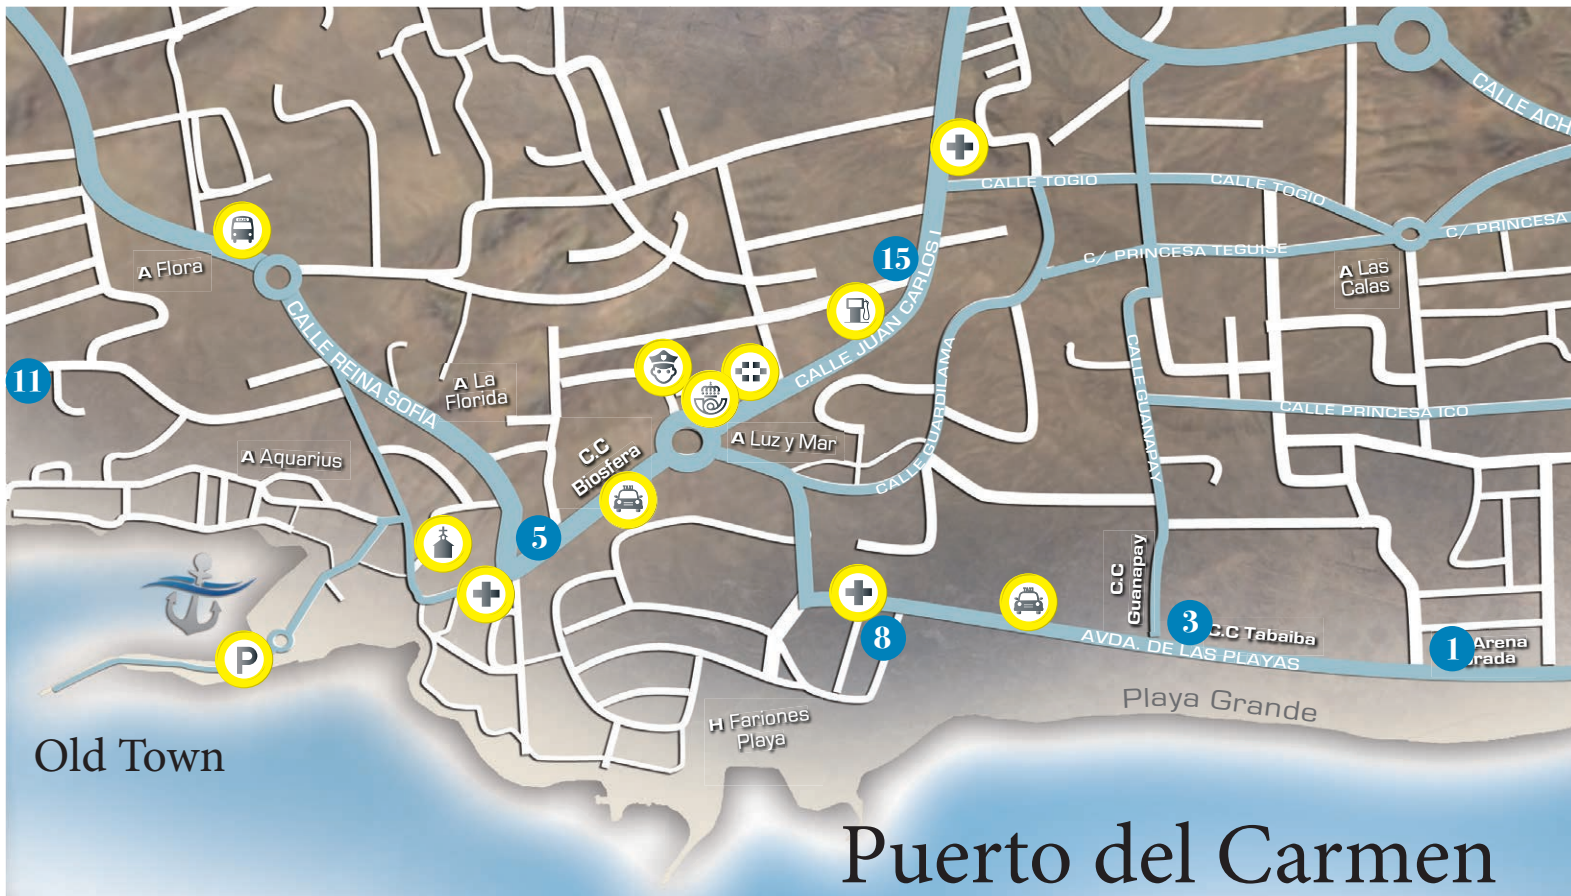 CALLE ACH
CALLE TOGIO
CALLE TOGIO
C/ PRINCESA
C/ PRINCESA TEGUISE
15
A Flora
A Las
Calas
CALLE JUAN CARLOS I
CALLE REINA SOFIA
11
A La
Florida
CALLE GUARDILAMA
CALLE GUANAPAY
CALLE PRINCESA ICO
A Luz y Mar
C.C
Biosfera
A Aquarius
TAXI
5
C.C
Guanapay
TAXI
8
3
C.C Tabaiba
1
Arena
rada
AVDA. DE LAS PLAYAS
P
Playa Grande
H Fariones
Playa
Old Town
Puerto del Carmen